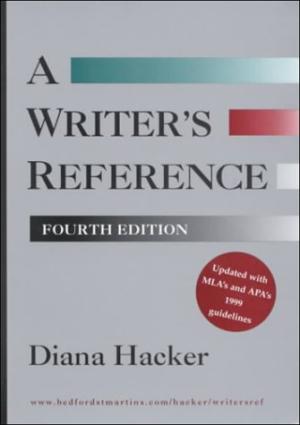 A
WRITER'S
REFERENCE
FOURTH EDITION
Updated with
MLA's and APA's
1999
guidelines
Diana Hacker
www.bedfordstmartins.com/hacker/writersref